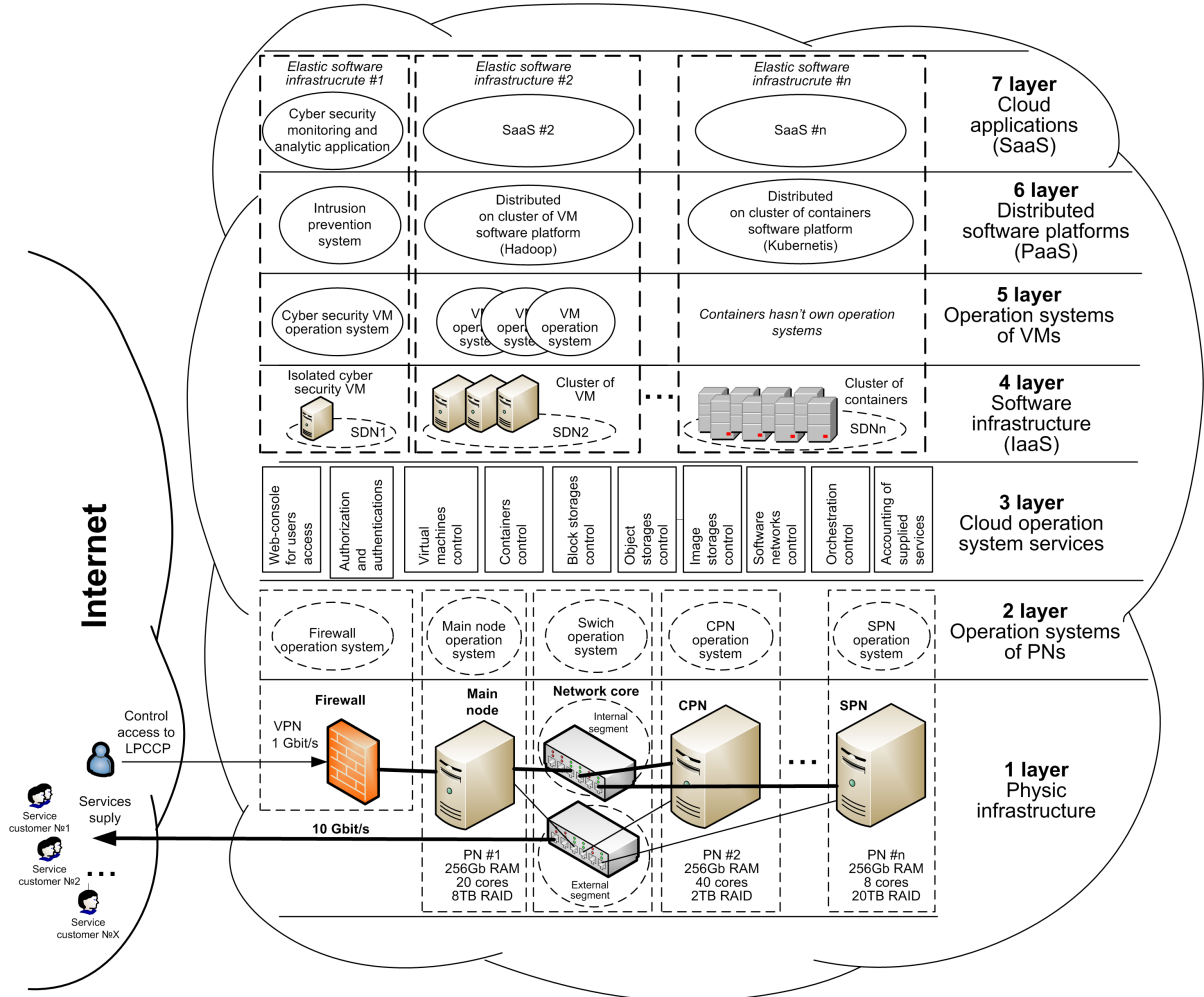 Elastic software
infrastrucrute #1
Elastic software
infrastructure #2
Elastic software
infrastrucrute #n
7 layer
Cloud
applications
(SaaS)
Cyber security
monitoring and
analytic application
SaaS #2
SaaS #n
6 layer
Distributed
software platforms
(PaaS)
Intrusion
prevention
system
Distributed
on cluster of VM
software platform
(Hadoop)
Distributed
on cluster of containers
software platform
(Kubernetis)
5 layer
Operation systems
of VMs
Cyber security VM
operation system
VM
operation
system
VM
operation
system
VM
operation
system
Containers hasn't own operation
systems
4 layer
Software
infrastructure
(IaaS)
Isolated cyber
security VM
SDN1
Cluster of
VM
SDN2
...
Cluster of
containers
SDNn
3 layer
Cloud operation
system services
Web-console
for users
access
Authorization
and
authentications
Virtual
machines
control
Containers
control
Block storages
control
Object
storages
control
Image
storages
control
Software
networks
control
Orchestration
control
Accounting of
supplied
services
2 layer
Operation systems
of PNs
Firewall
operation system
Main node
operation
system
Swich
operation
system
CPN
operation
system
SPN
operation
system
1 layer
Physic
infrastructure
Firewall
VPN
1 Gbit/s
Main
node
Network core
Internal
segment
CPN
...
SPN
10 Gbit/s
External
segment
PN #1
256Gb RAM
20 cores
8TB RAID
PN #2
256Gb RAM
40 cores
2TB RAID
PN #n
256Gb RAM
8 cores
20TB RAID
Internet
Control
access to
LPCCP
Services
suply
Service
customer №1
Service
customer №2
...
Service
customer №X